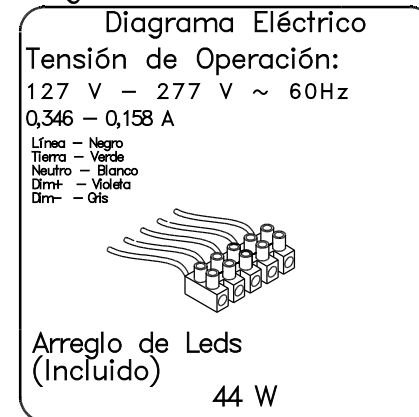 Diagrama Eléctrico
Tensión de Operación:
127 V – 277 V ~ 60Hz
0,346 – 0,158 A
Línea – Negro
Tierra – Verde
Neutro – Blanco
Dim+ – Violeta
Dim– – Gris
Arreglo de Leds
(Incluido)
44 W